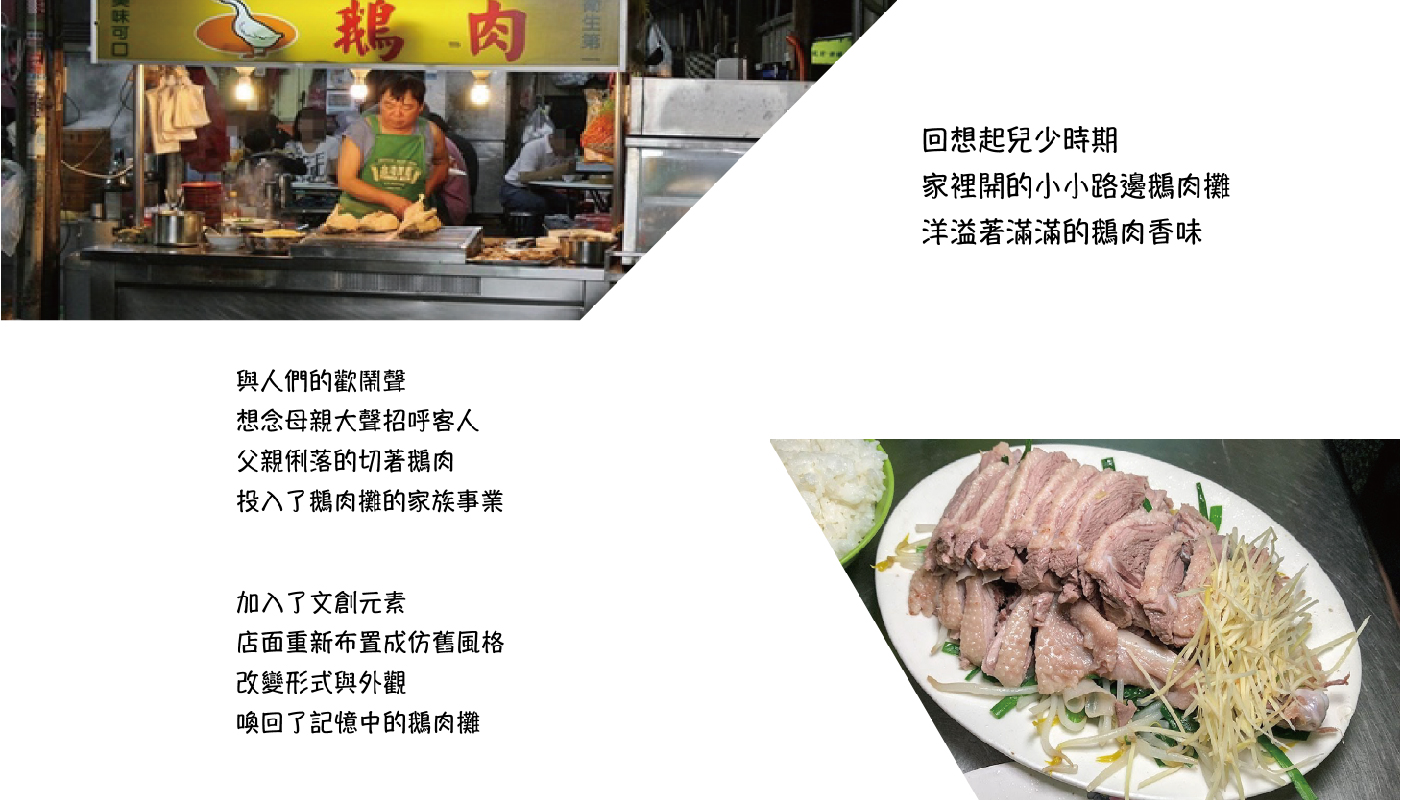 美味可口
鵝肉
衛生第一
回想起兒少時期
家裡開的小小路邊鵝肉攤
洋溢著滿滿的鵝肉香味
與人們的歡鬧聲
想念母親大聲招呼客人
父親俐落的切著鵝肉
投入了鵝肉攤的家族事業
加入了文創元素
店面重新布置成仿舊風格
改變形式與外觀
喚回了記憶中的鵝肉攤